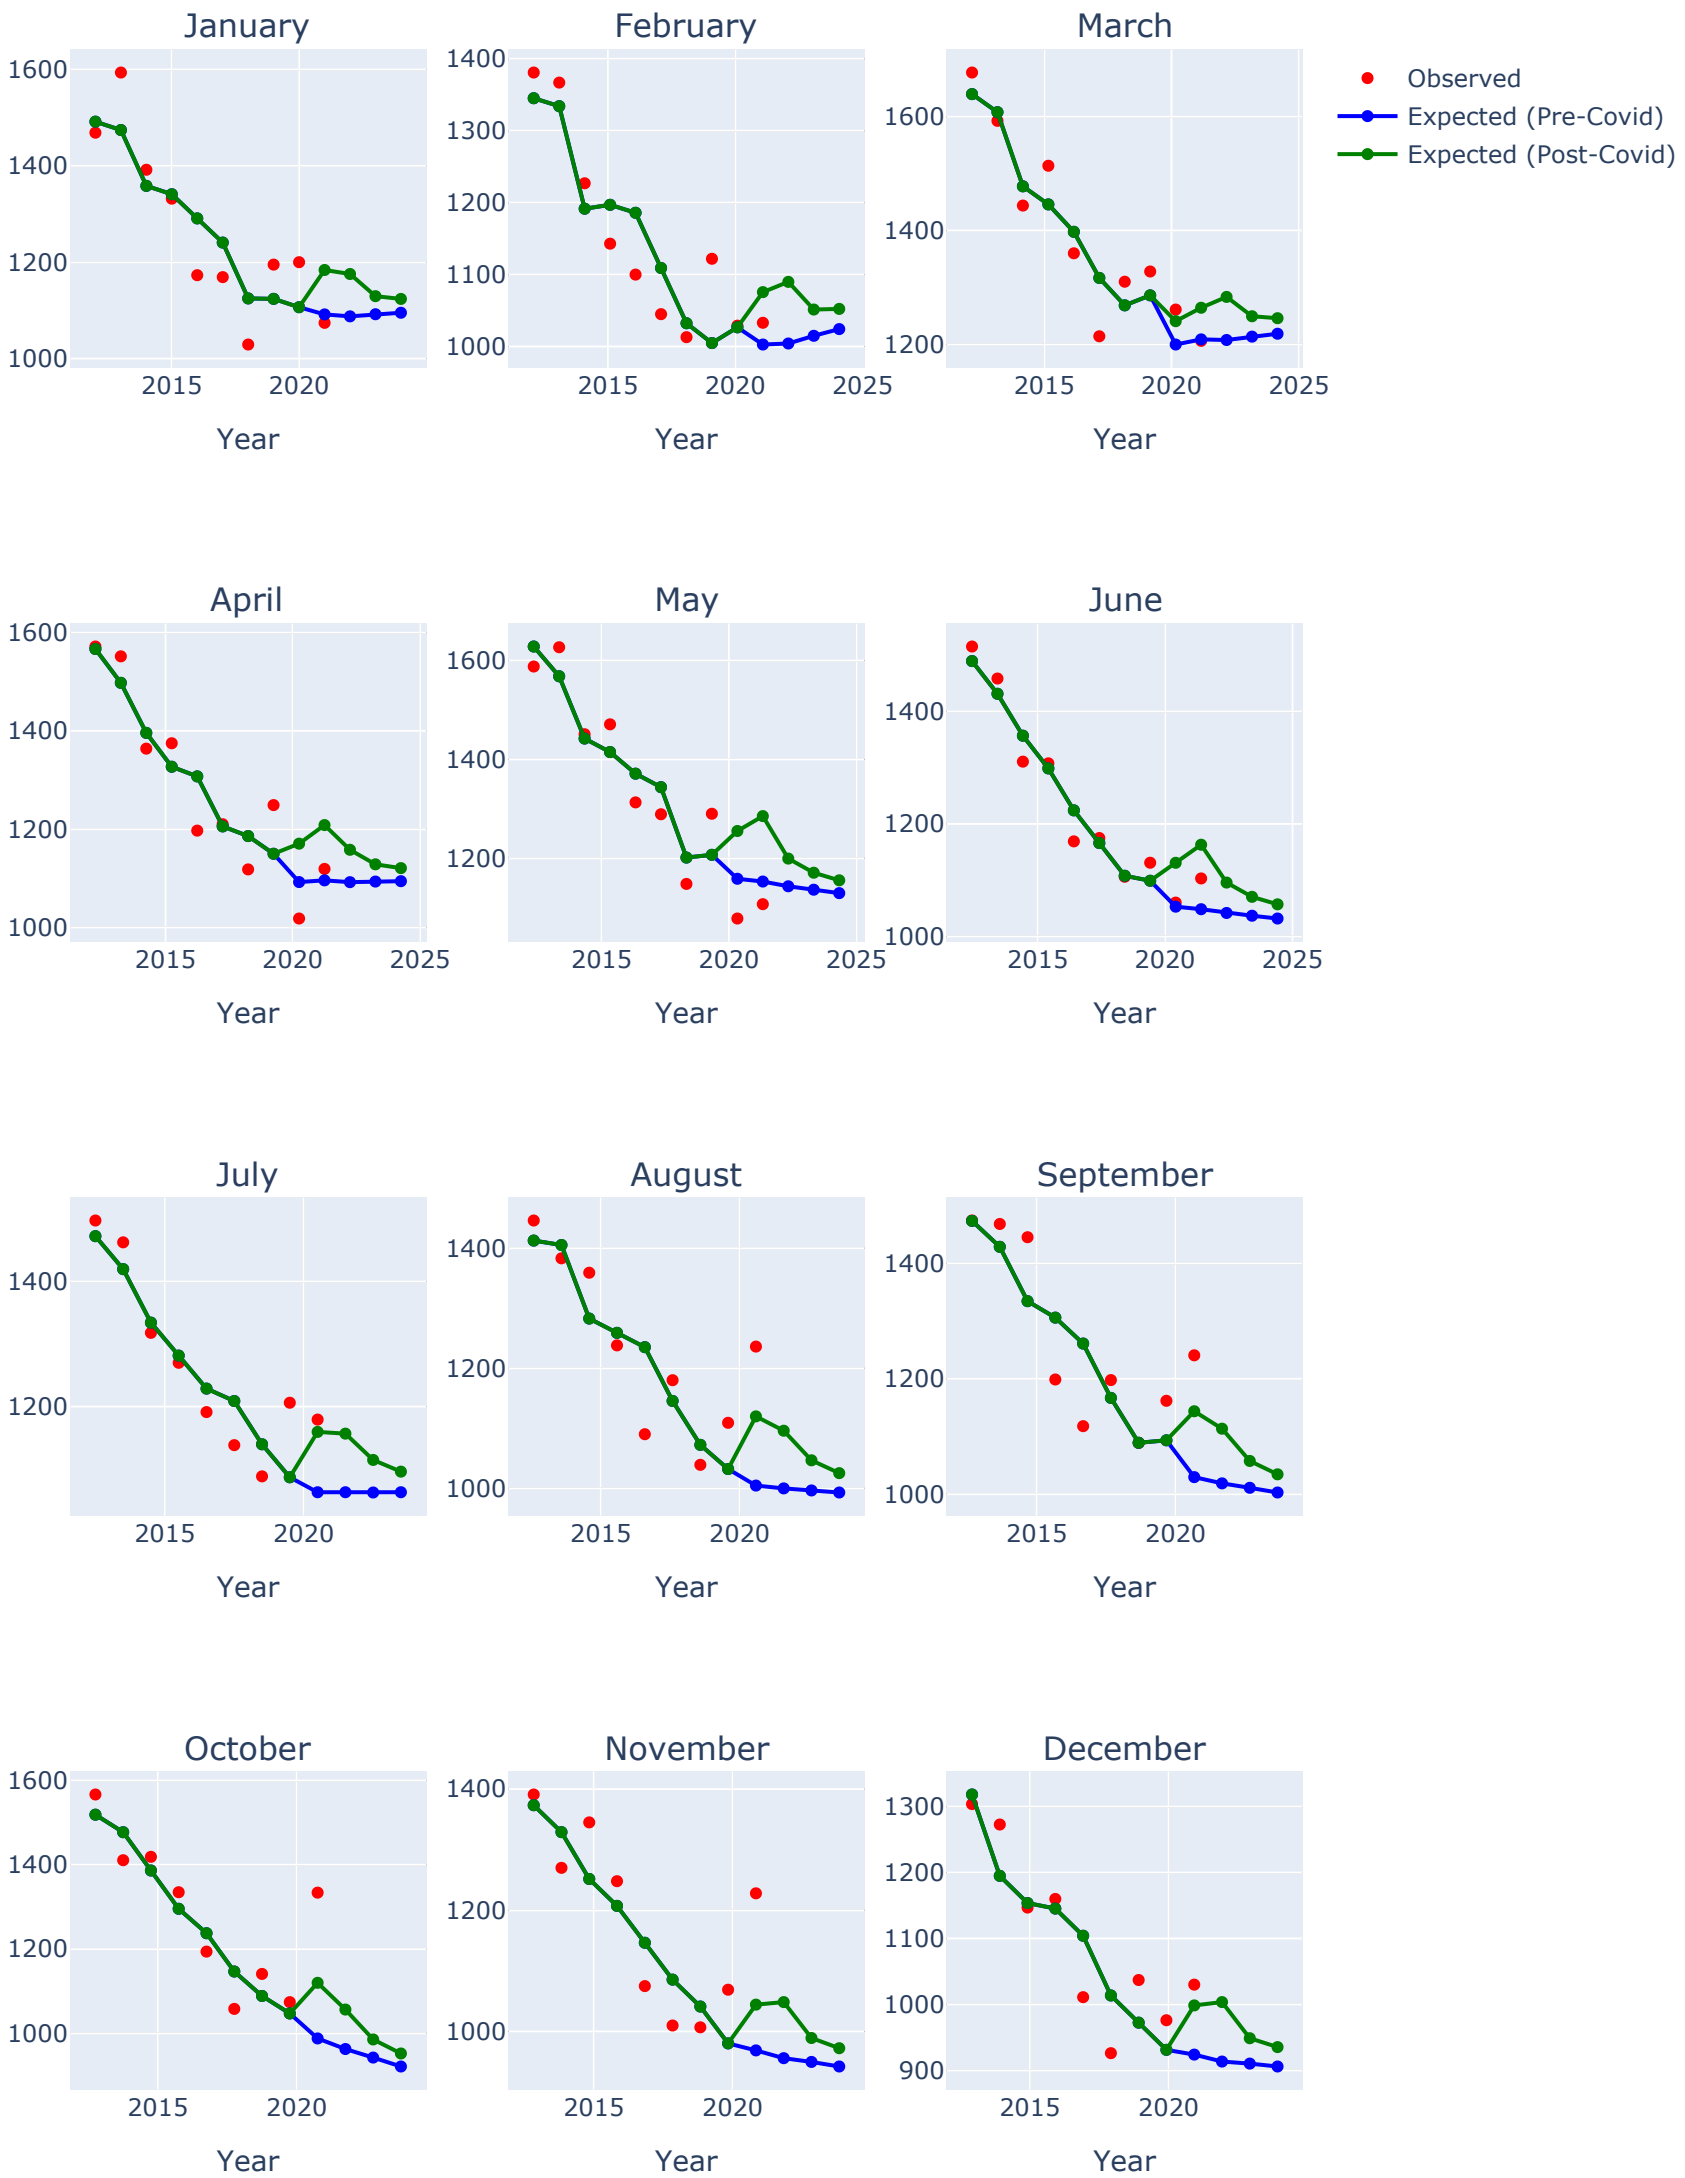 January February March
1600
1400
1200
1000
2015 2020
Year
1400
1300
1200
1100
1000
2015 2020 2025
Year
1600
1400
1200
2015 2020 2025
Year
Observed
Expected (Pre-Covid)
Expected (Post-Covid)
April May June
1600
1400
1200
1000
2015 2020 2025
Year
1600
1400
1200
2015 2020 2025
Year
1400
1200
1000
2015 2020 2025
Year
July August September
1400
1200
2015 2020
Year
1400
1200
1000
2015 2020
Year
1400
1200
1000
2015 2020
Year
October November December
1600
1400
1200
1000
2015 2020
Year
1400
1200
1000
2015 2020
Year
1300
1200
1100
1000
900
2015 2020
Year